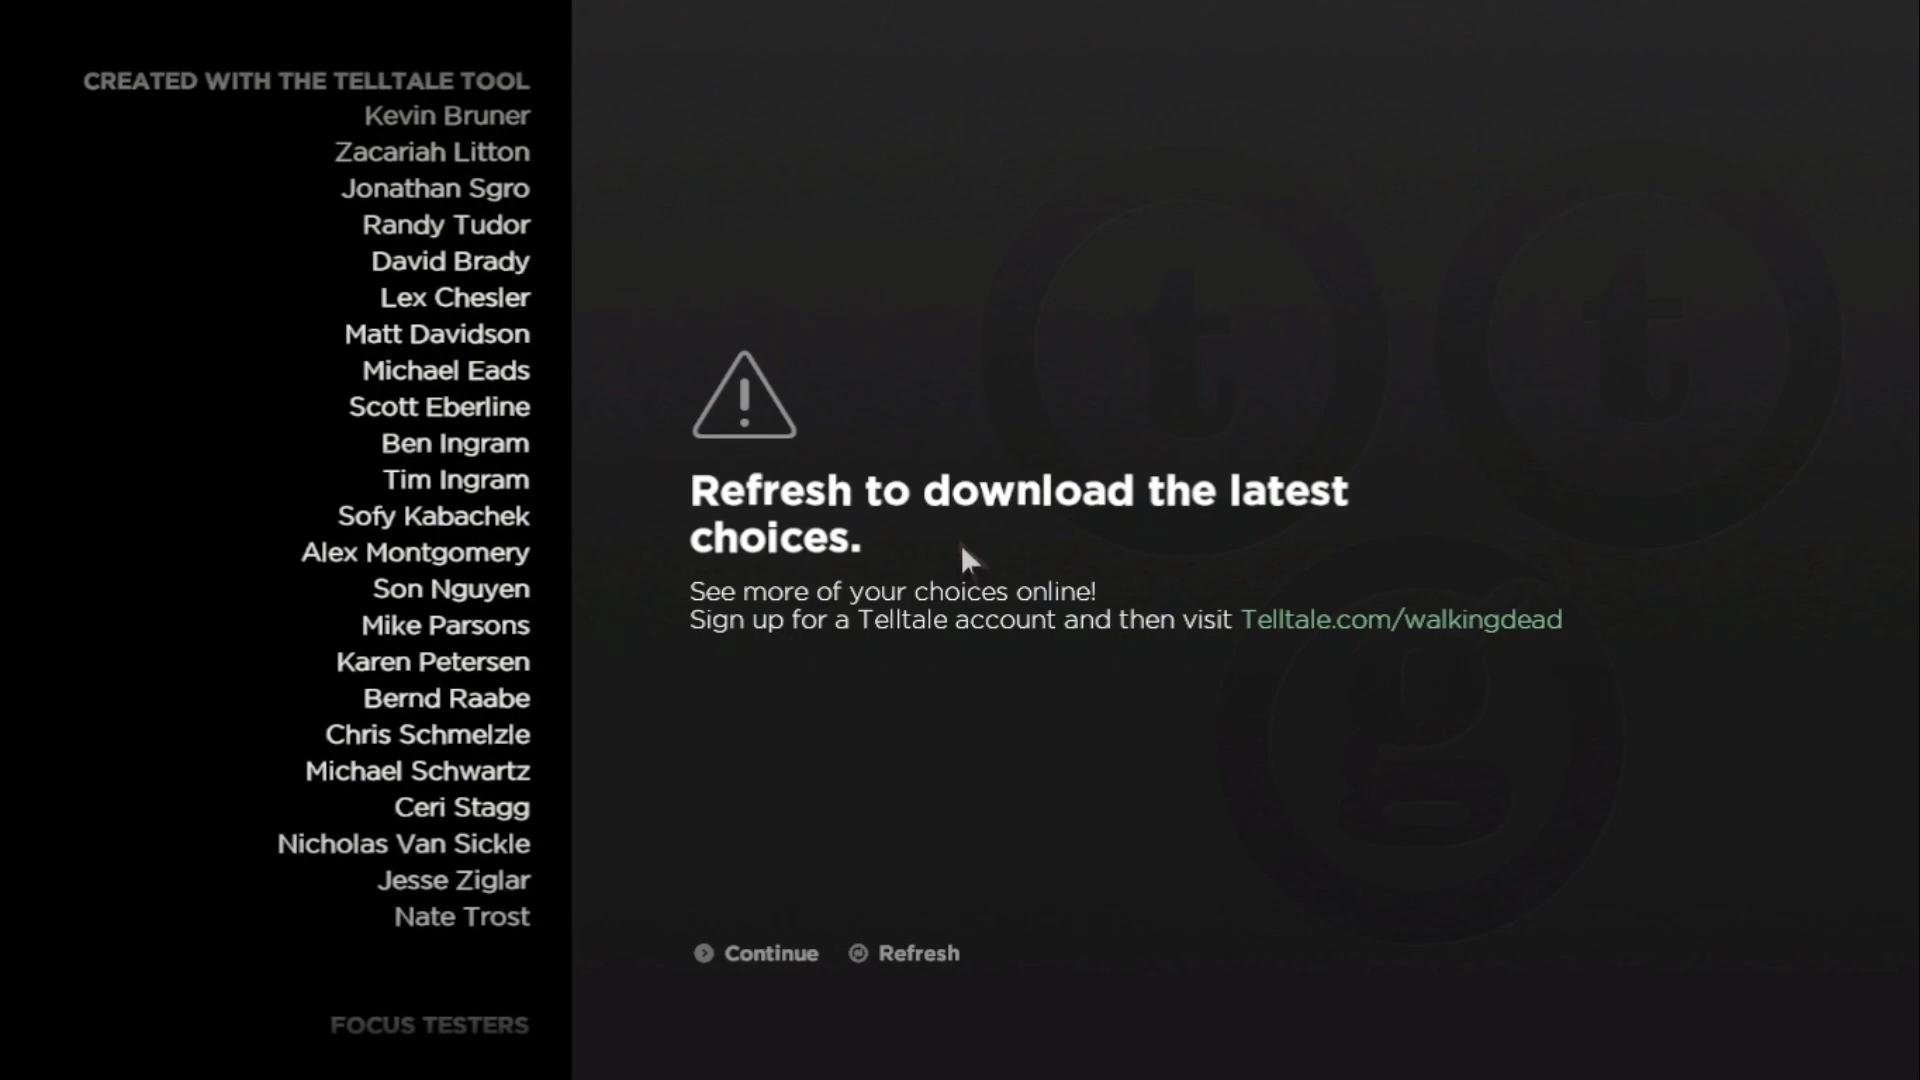 CREATED WITH THE TELLTALE TOOL
Kevin Bruner
Zacariah Litton
Jonathan Sgro
Randy Tudor
David Brady
Lex Chesler
Matt Davidson
Michael Eads
Scott Eberline
Ben Ingram
Tim Ingram
Sofy Kabachek
Alex Montgomery
Son Nguyen
Mike Parsons
Karen Petersen
Bernd Raabe
Chris Schmelzle
Michael Schwartz
Ceri Stagg
Nicholas Van Sickle
Jesse Ziglar
Nate Trost
FOCUS TESTERS
t t
g
Refresh to download the latest
choices.
See more of your choices online!
Sign up for a Telltale account and then visit Telltale.com/walkingdead
Continue Refresh